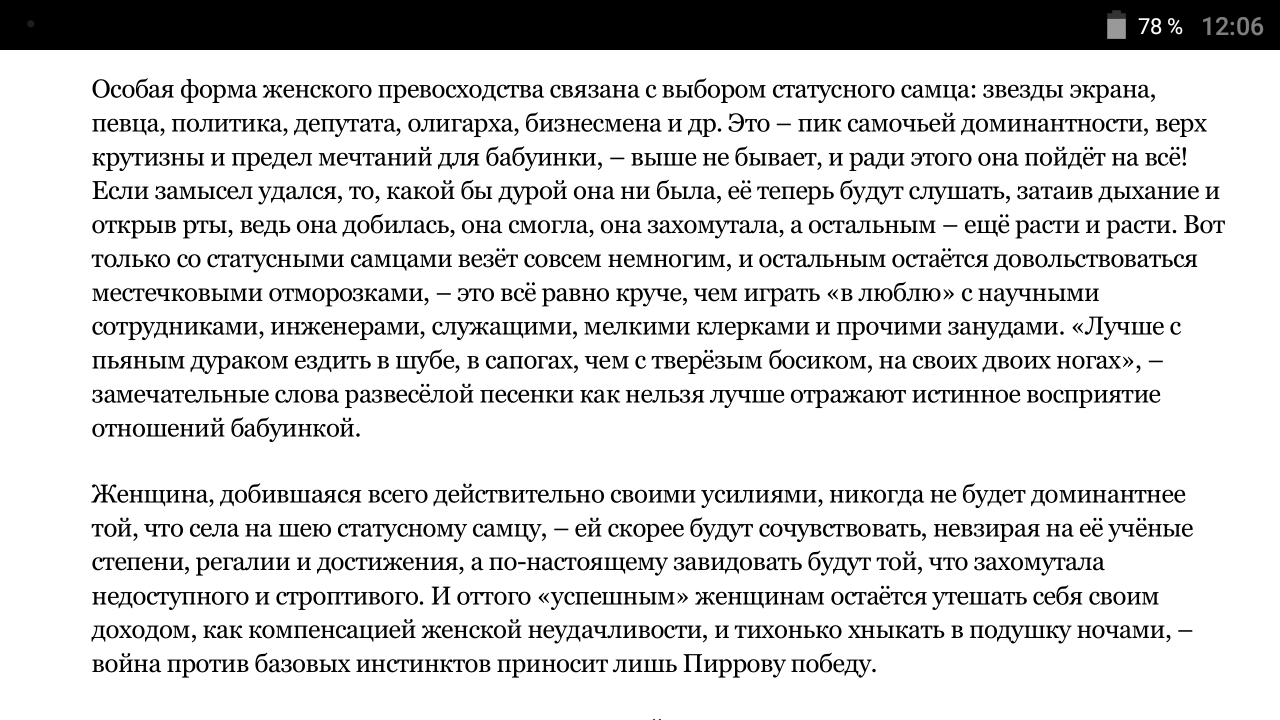 78 % 12:06
Особая форма женского превосходства связана с выбором статусного самца: звезды экрана,
певца, политика, депутата, олигарха, бизнесмена и др. Это – пик самочьей доминантности, верх
крутизны и предел мечтаний для бабуинки, – выше не бывает, и ради этого она пойдёт на всё!
Если замысел удался, то, какой бы дурой она ни была, её теперь будут слушать, затаив дыхание и
открыв рты, ведь она добилась, она смогла, она захомутала, а остальным – ещё расти и расти. Вот
только со статусными самцами везёт совсем немногим, и остальным остаётся довольствоваться
местечковыми отморозками, – это всё равно круче, чем играть «в люблю» с научными
сотрудниками, инженерами, служащими, мелкими клерками и прочими занудами. «Лучше с
пьяным дураком ездить в шубе, в сапогах, чем с тверёзым босиком, на своих двоих ногах», –
замечательные слова развесёлой песенки как нельзя лучше отражают истинное восприятие
отношений бабуинкой.
Женщина, добившаяся всего действительно своими усилиями, никогда не будет доминантнее
той, что села на шею статусному самцу, – ей скорее будут сочувствовать, невзирая на её учёные
степени, регалии и достижения, а по-настоящему завидовать будут той, что захомутала
недоступного и строптивого. И оттого «успешным» женщинам остаётся утешать себя своим
доходом, как компенсацией женской неудачливости, и тихонько хныкать в подушку ночами, –
война против базовых инстинктов приносит лишь Пиррову победу.